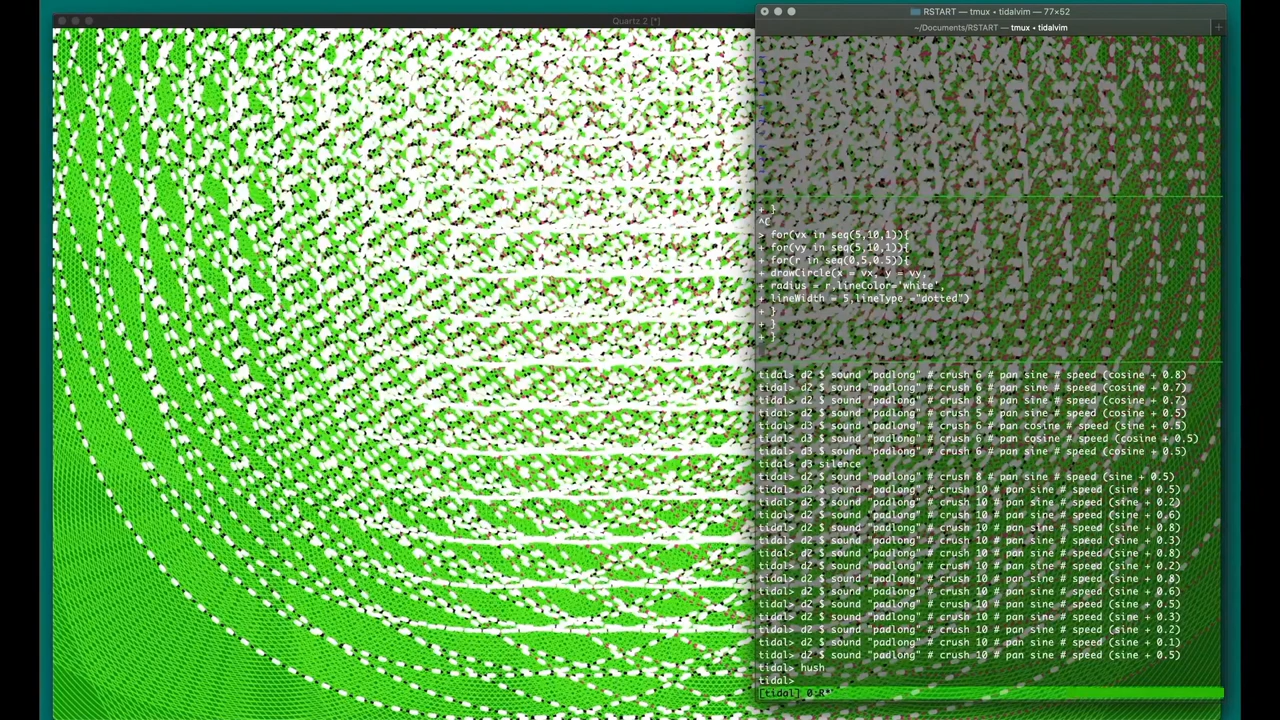 Quartz 2 [*]
RSTART — tmux • tidalvim — 77×52
~/Documents/RSTART — tmux • tidalvim
+ }
^C
> for(vx in seq(5,10,1)){
+ for(vy in seq(5,10,1)){
+ for(r in seq(0,5,0.5)){
+ drawCircle(x = vx, y = vy,
+ radius = r,lineColor='white',
+ lineWidth = 5,lineType ="dotted")
+ }
+ }
+ }
tidal> d2 $ sound "padlong" # crush 6 # pan sine # speed (cosine + 0.8)
tidal> d2 $ sound "padlong" # crush 6 # pan sine # speed (cosine + 0.7)
tidal> d2 $ sound "padlong" # crush 8 # pan sine # speed (cosine + 0.7)
tidal> d2 $ sound "padlong" # crush 5 # pan sine # speed (cosine + 0.5)
tidal> d3 $ sound "padlong" # crush 6 # pan cosine # speed (sine + 0.5)
tidal> d3 $ sound "padlong" # crush 6 # pan cosine # speed (cosine + 0.5)
tidal> d3 $ sound "padlong" # crush 6 # pan sine # speed (cosine + 0.5)
tidal> d3 silence
tidal> d2 $ sound "padlong" # crush 8 # pan sine # speed (sine + 0.5)
tidal> d2 $ sound "padlong" # crush 10 # pan sine # speed (sine + 0.5)
tidal> d2 $ sound "padlong" # crush 10 # pan sine # speed (sine + 0.2)
tidal> d2 $ sound "padlong" # crush 10 # pan sine # speed (sine + 0.6)
tidal> d2 $ sound "padlong" # crush 10 # pan sine # speed (sine + 0.8)
tidal> d2 $ sound "padlong" # crush 10 # pan sine # speed (sine + 0.3)
tidal> d2 $ sound "padlong" # crush 10 # pan sine # speed (sine + 0.8)
tidal> d2 $ sound "padlong" # crush 10 # pan sine # speed (sine + 0.2)
tidal> d2 $ sound "padlong" # crush 10 # pan sine # speed (sine + 0.8)
tidal> d2 $ sound "padlong" # crush 10 # pan sine # speed (sine + 0.6)
tidal> d2 $ sound "padlong" # crush 10 # pan sine # speed (sine + 0.5)
tidal> d2 $ sound "padlong" # crush 10 # pan sine # speed (sine + 0.3)
tidal> d2 $ sound "padlong" # crush 10 # pan sine # speed (sine + 0.2)
tidal> d2 $ sound "padlong" # crush 10 # pan sine # speed (sine + 0.1)
tidal> d2 $ sound "padlong" # crush 10 # pan sine # speed (sine + 0.5)
tidal> hush
tidal>
[tidal] 0:R*